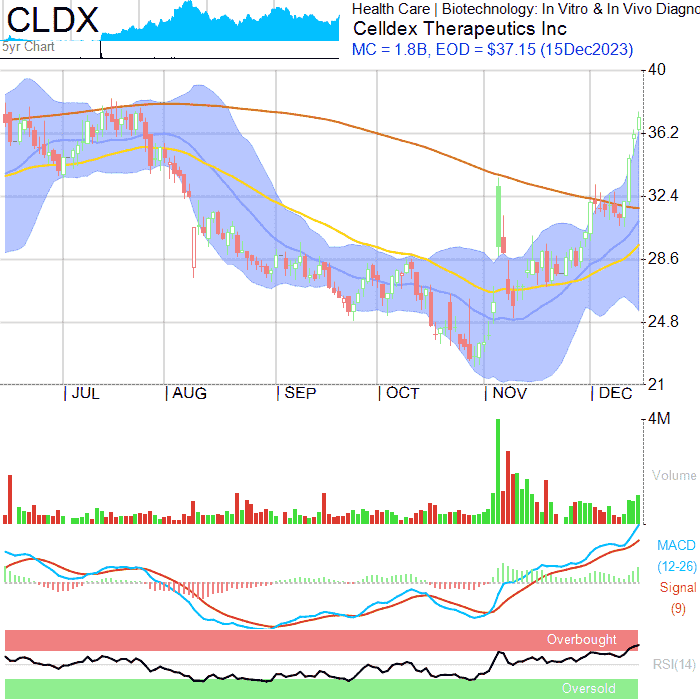 CLDX
5yr Chart
Health Care | Biotechnology: In Vitro & In Vivo Diagno
Celldex Therapeutics Inc
MC = 1.8B, EOD = $37.15 (15Dec2023)
40
36.2
32.4
28.6
24.8
21
| JUL | AUG | SEP | OCT | NOV | DEC
4M
Volume
MACD
(12-26)
Signal
(9)
Overbought
RSI(14)
Oversold